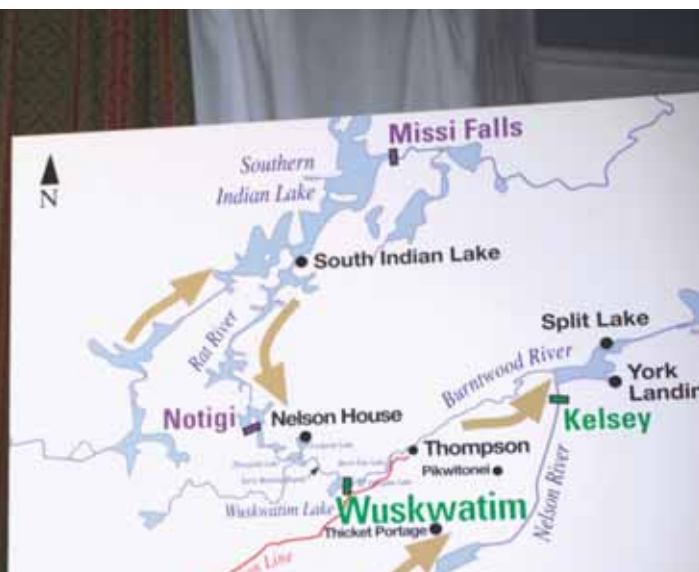 Missi Falls
N
Southern
Indian Lake
South Indian Lake
Rat River
Split Lake
Burntwood River
York
Landin
Notigi
Nelson House
Kelsey
Thompson
Pikwitonei
Wuskwatim Lake
Wuskwatim
Nelson River
Thicket Portage
Line